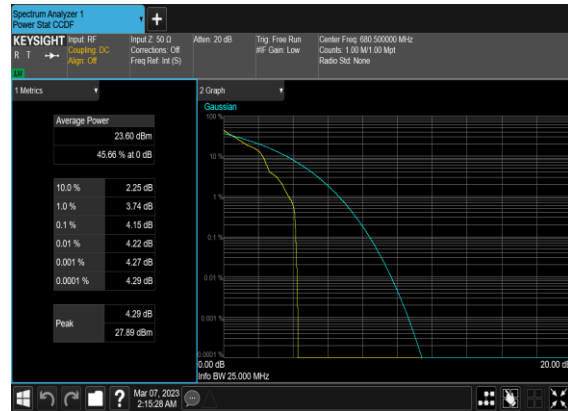 Spectrum Analyzer 1
Power Stat CCDF
+
KEYSIGHT
R T
LW
Input: RF
Coupling: DC
Align: Off
Input Z: 50 Ω
Corrections: Off
Freq Ref: Int (S)
Atten: 20 dB
Trig: Free Run
#IF Gain: Low
Center Freq: 680.500000 MHz
Counts: 1.00 M/1.00 Mpt
Radio Std: None
1 Metrics
Average Power
23.60 dBm
45.66 % at 0 dB
10.0 % 2.25 dB
1.0 % 3.74 dB
0.1 % 4.15 dB
0.01 % 4.22 dB
0.001 % 4.27 dB
0.0001 % 4.29 dB
Peak
4.29 dB
27.89 dBm
2 Graph
Gaussian
100 %
10 %
1 %
0.1 %
0.01 %
0.001 %
0.0001 %
0.00 dB 20.00 dB
Info BW 25.000 MHz
?
Mar 07, 2023
2:15:28 AM